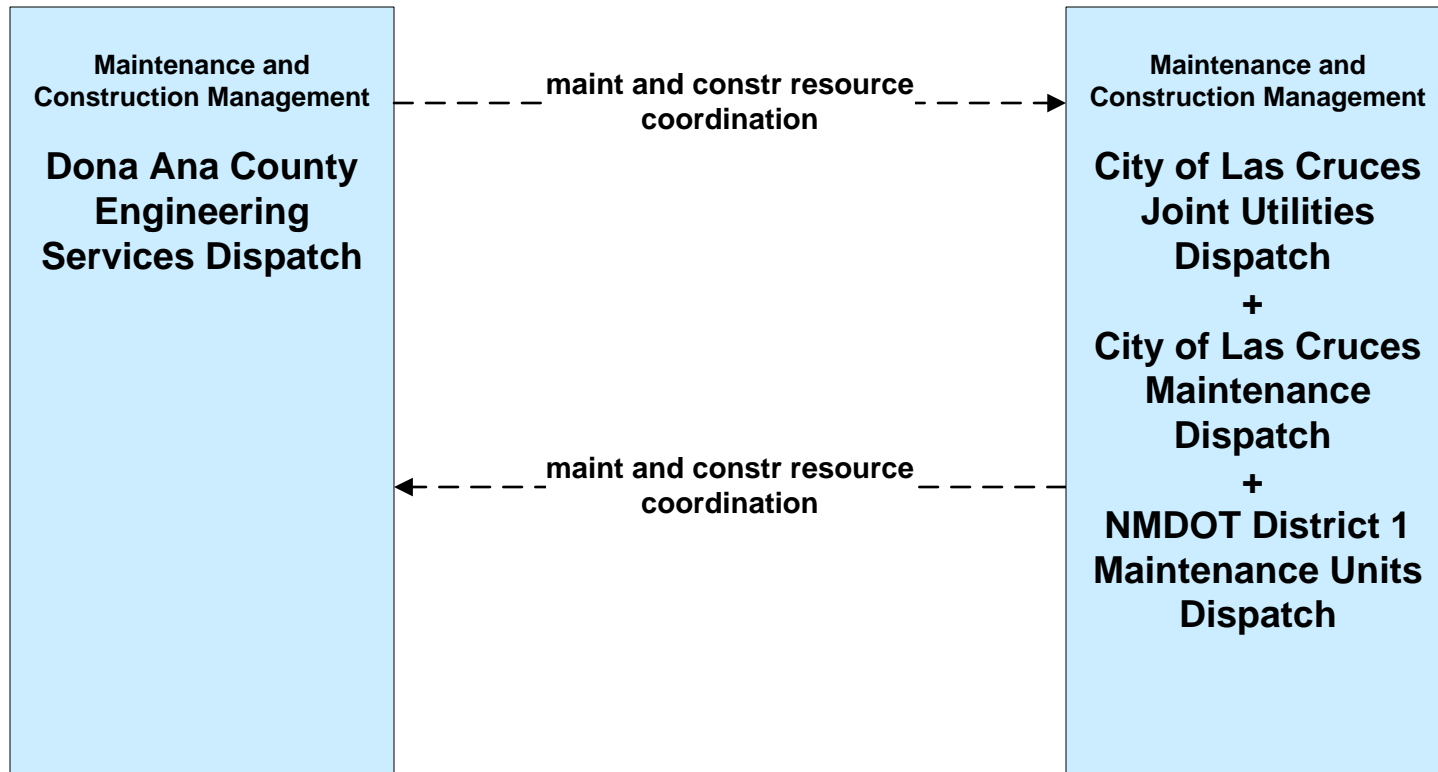 Maintenance and
Construction Management
Dona Ana County
Engineering
Services Dispatch
maint and constr resource
coordination
maint and constr resource
coordination
Maintenance and
Construction Management
City of Las Cruces
Joint Utilities
Dispatch
+
City of Las Cruces
Maintenance
Dispatch
+
NMDOT District 1
Maintenance Units
Dispatch